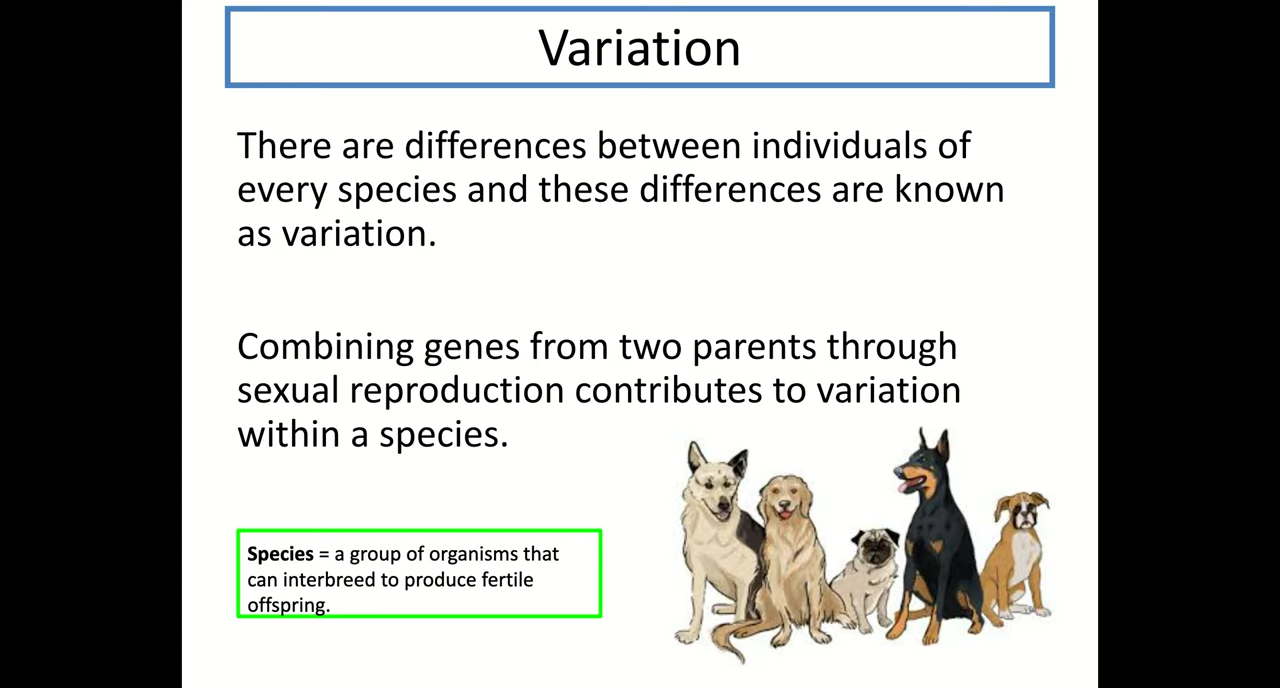 Variation
There are differences between individuals of
every species and these differences are known
as variation.
Combining genes from two parents through
sexual reproduction contributes to variation
within a species.
Species = a group of organisms that
can interbreed to produce fertile
offspring.